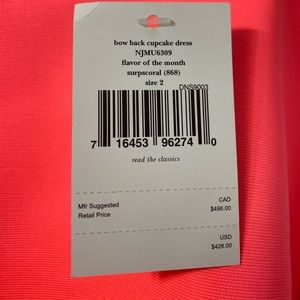 bow back cupcake dress
NJMU6309
flavor of the month
surpscoral (868)
size 2
DNS9003
7 16453 96274 0
read the classics
Mfr Suggested
Retail Price
CAD
$498.00
USD
$428.00